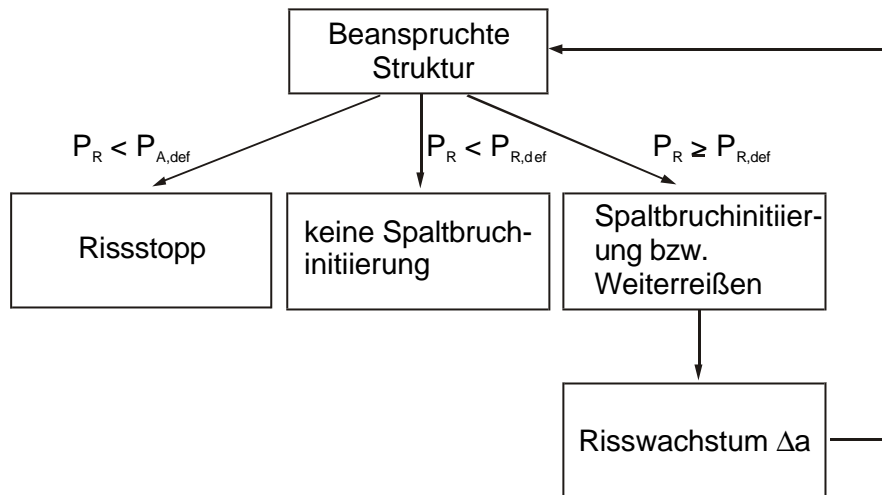 Beanspruchte
Struktur
P_R < P_A,def
P_R < P_R,def
P_R ≥ P_R,def
Rissstopp
keine Spaltbruch-
initiierung
Spaltbruchinitiier-
ung bzw.
Weiterreißen
Risswachstum Δa